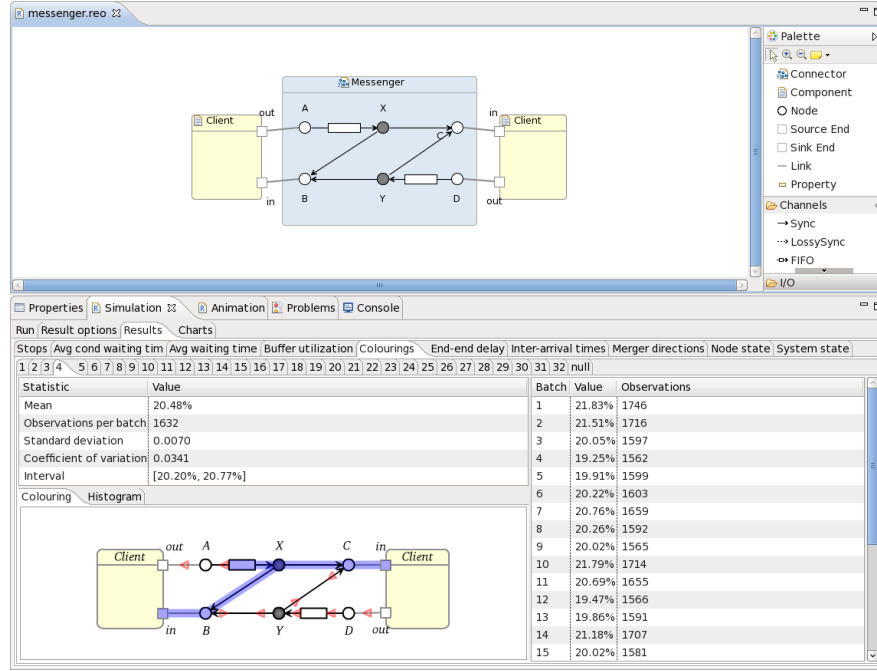 messenger.reo
Palette
Connector
Component
Node
Source End
Sink End
Link
Property
Channels
Sync
LossySync
FIFO
I/O
Messenger
Client
out
A
X
in
Client
C
in
B
Y
D
out
Properties Simulation Animation Problems Console
Run Result options Results Charts
Stops Avg cond waiting tim Avg waiting time Buffer utilization Colourings End-end delay Inter-arrival times Merger directions Node state System state
1 2 3 4 5 6 7 8 9 10 11 12 13 14 15 16 17 18 19 20 21 22 23 24 25 26 27 28 29 30 31 32 null
Statistic Value
Mean 20.48%
Observations per batch 1632
Standard deviation 0.0070
Coefficient of variation 0.0341
Interval [20.20%, 20.77%]
Colouring Histogram
Client
out
A
X
C
in
Client
in
B
Y
D
out
Batch Value Observations
1 21.83% 1746
2 21.51% 1716
3 20.05% 1597
4 19.25% 1562
5 19.91% 1599
6 20.22% 1603
7 20.76% 1659
8 20.26% 1592
9 20.02% 1565
10 21.79% 1714
11 20.69% 1655
12 19.47% 1566
13 19.86% 1591
14 21.18% 1707
15 20.02% 1581